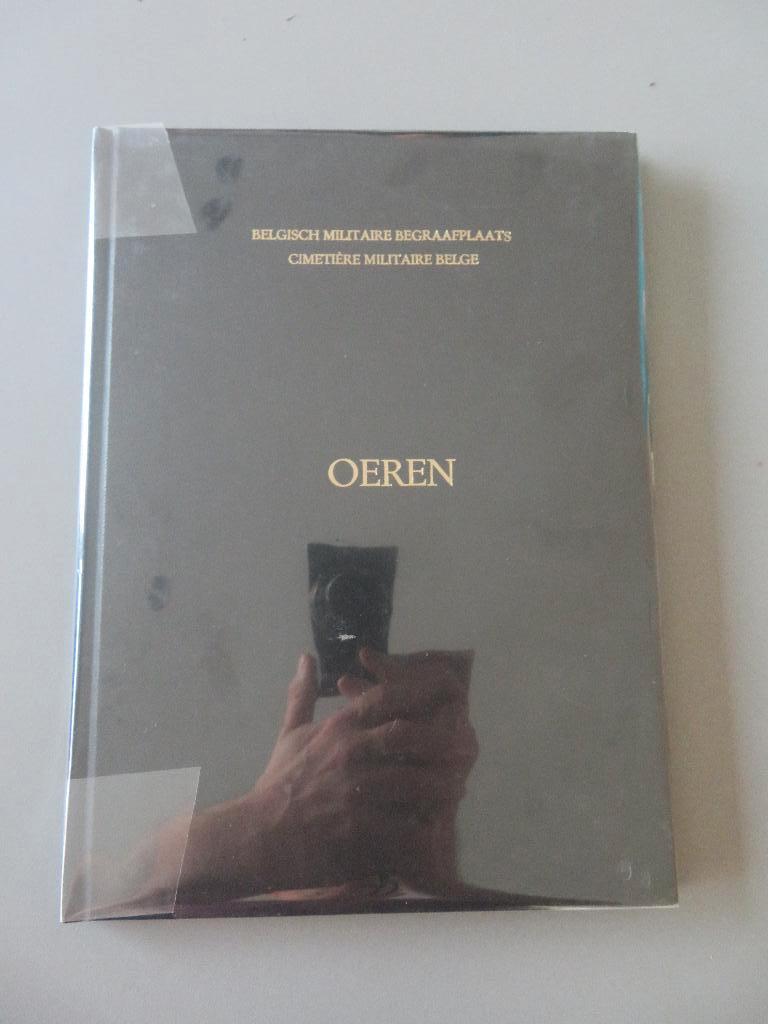 BELGISCH MILITAIRE BEGRAAFPLAATS
CIMETIÈRE MILITAIRE BELGE
OEREN